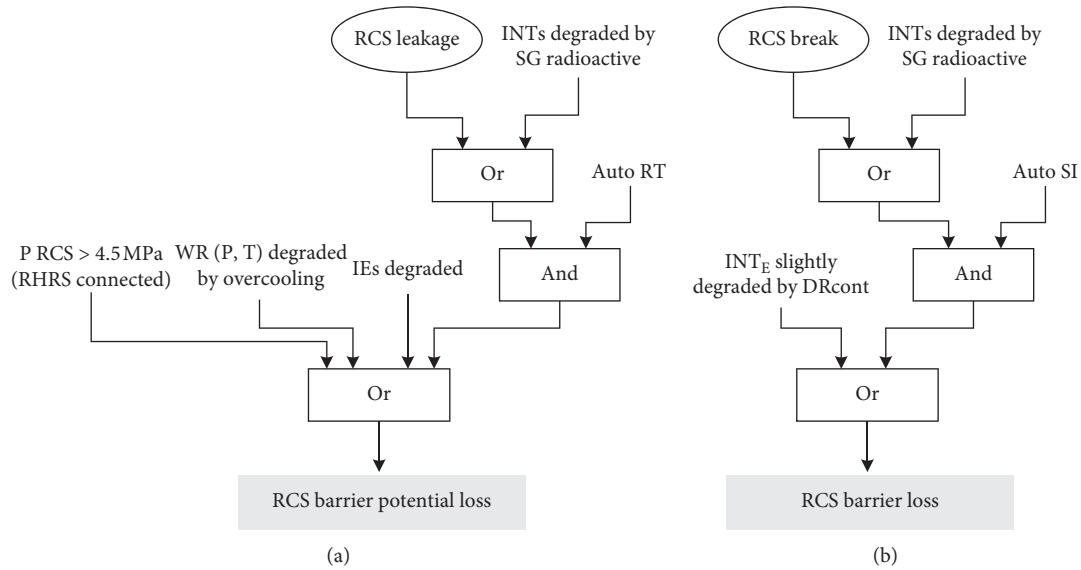 RCS leakage
INTs degraded by
SG radioactive
Or
Auto RT
P RCS > 4.5 MPa
(RHRS connected)
WR (P, T) degraded
by overcooling
IEs degraded
And
Or
RCS barrier potential loss
(a)
RCS break
INTs degraded by
SG radioactive
Or
Auto SI
INT_E slightly
degraded by DRcont
And
Or
RCS barrier loss
(b)